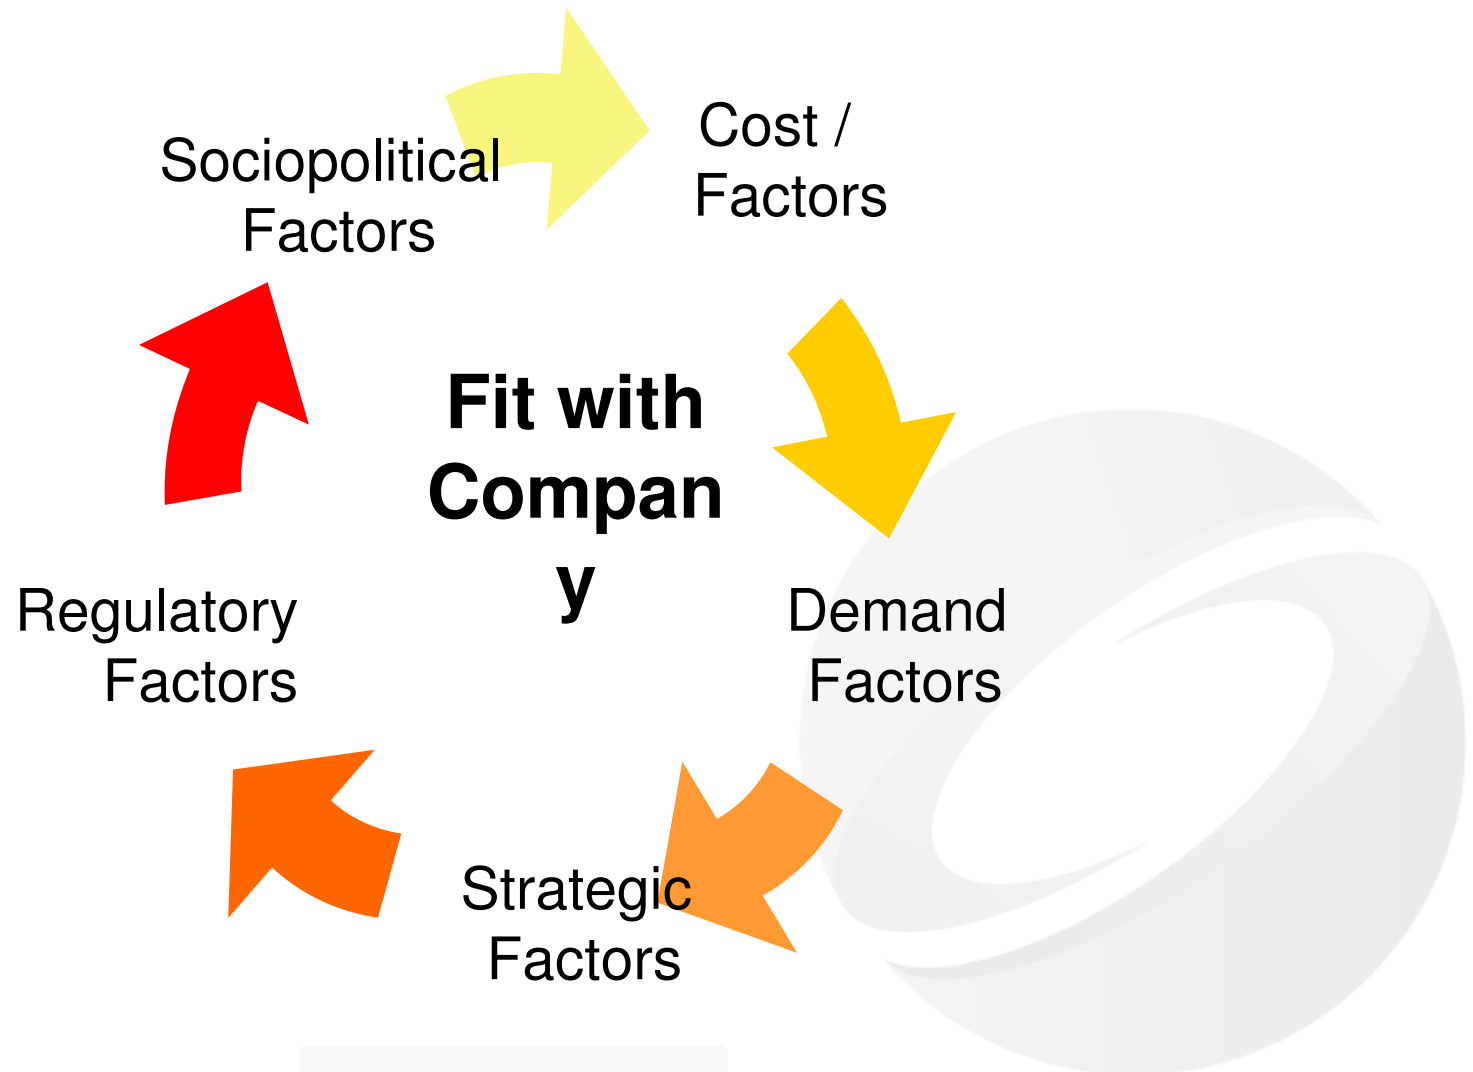 Cost /
Factors
Sociopolitical
Factors
Fit with
Compan
y
Regulatory
Factors
Demand
Factors
Strategic
Factors